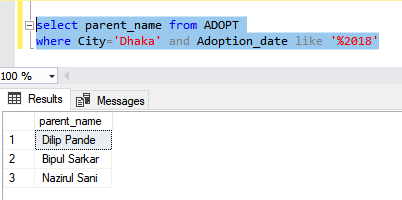 select parent_name from ADOPT
where City='Dhaka' and Adoption_date like '%2018'
100 %
Results Messages
parent_name
1 Dilip Pande
2 Bipul Sarkar
3 Nazirul Sani